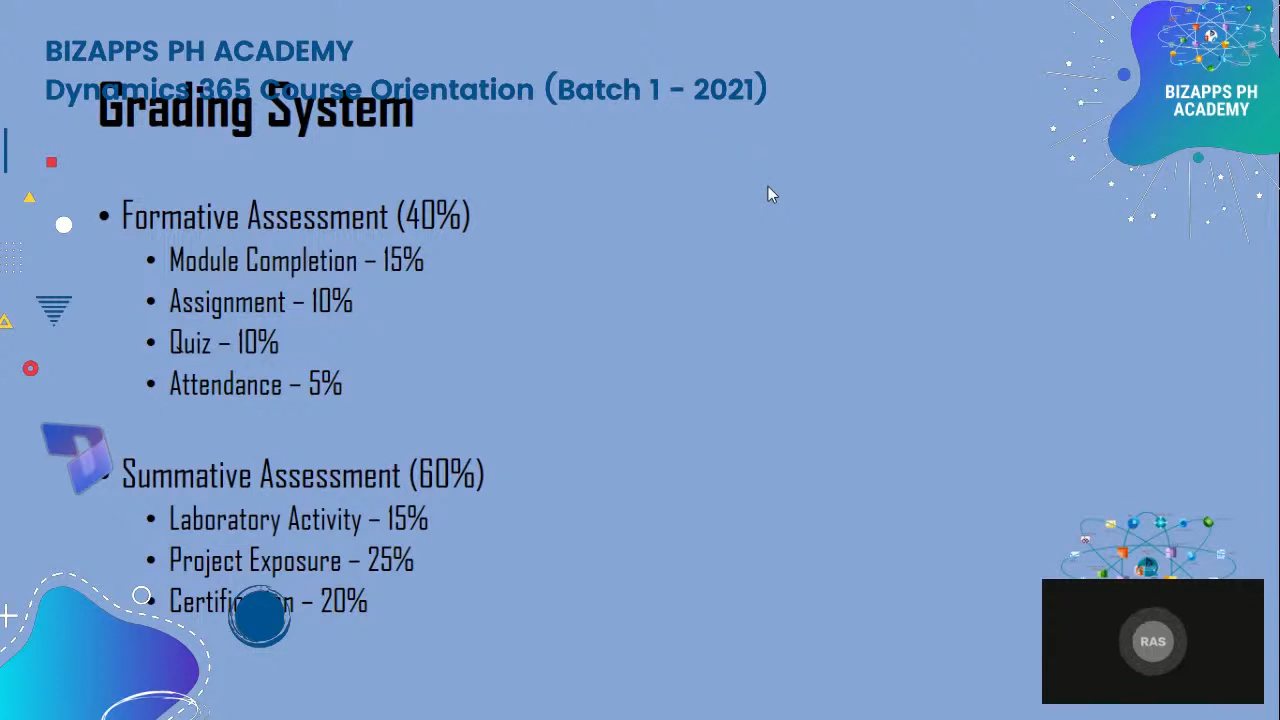 BIZAPPS PH ACADEMY
Dynamics 365 Course Orientation (Batch 1 - 2021)
Grading System
BIZAPPS PH
ACADEMY
• Formative Assessment (40%)
• Module Completion – 15%
• Assignment – 10%
• Quiz – 10%
• Attendance – 5%
• Summative Assessment (60%)
• Laboratory Activity – 15%
• Project Exposure – 25%
• – 20%
RAS